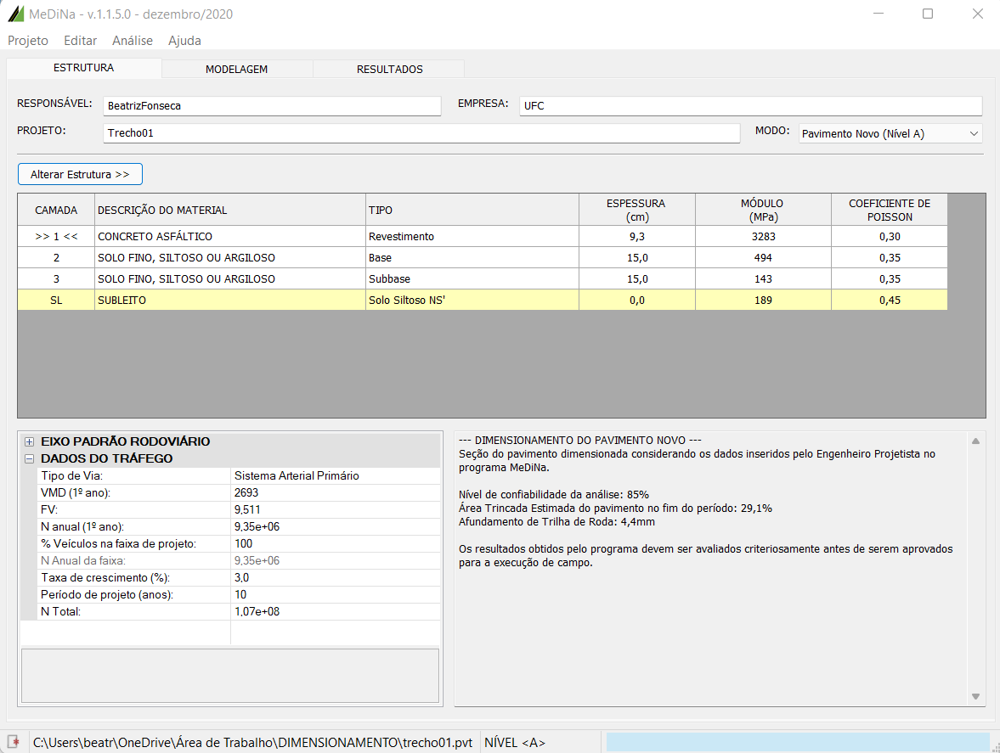 MeDiNa - v.1.1.5.0 - dezembro/2020
Projeto Editar Análise Ajuda
ESTRUTURA MODELAGEM RESULTADOS
RESPONSÁVEL: BeatrizFonseca EMPRESA: UFC
PROJETO: Trecho01 MODO: Pavimento Novo (Nível A)
Alterar Estrutura >>
CAMADA DESCRIÇÃO DO MATERIAL TIPO ESPESSURA (cm) MÓDULO (MPa) COEFICIENTE DE POISSON
>> 1 << CONCRETO ASFÁLTICO Revestimento 9,3 3283 0,30
2 SOLO FINO, SILTOSO OU ARGILOSO Base 15,0 494 0,35
3 SOLO FINO, SILTOSO OU ARGILOSO Subbase 15,0 143 0,35
SL SUBLEITO Solo Siltoso NS' 0,0 189 0,45
EIXO PADRÃO RODOVIÁRIO
DADOS DO TRÁFEGO
Tipo de Via: Sistema Arterial Primário
VMD (1º ano): 2693
FV: 9,511
N anual (1º ano): 9,35e+06
% Veículos na faixa de projeto: 100
N Anual da faixa: 9,35e+06
Taxa de crescimento (%): 3,0
Período de projeto (anos): 10
N Total: 1,07e+08
--- DIMENSIONAMENTO DO PAVIMENTO NOVO ---
Seção do pavimento dimensionada considerando os dados inseridos pelo Engenheiro Projetista no
programa MeDiNa.
Nível de confiabilidade da análise: 85%
Área Trincada Estimada do pavimento no fim do período: 29,1%
Afundamento de Trilha de Roda: 4,4mm
Os resultados obtidos pelo programa devem ser avaliados criteriosamente antes de serem aprovados
para a execução de campo.
C:\Users\beatr\OneDrive\Área de Trabalho\DIMENSIONAMENTO\trecho01.pvt NÍVEL <A>